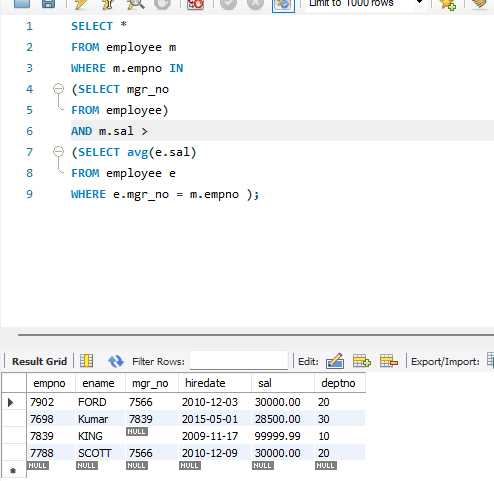 Limit to 1000 rows
1 SELECT *
2 FROM employee m
3 WHERE m.empno IN
4 (SELECT mgr_no
5 FROM employee)
6 AND m.sal >
7 (SELECT avg(e.sal)
8 FROM employee e
9 WHERE e.mgr_no = m.empno );
Result Grid Filter Rows: Edit: Export/Import:
empno ename mgr_no hiredate sal deptno
7902 FORD 7566 2010-12-03 30000.00 20
7698 Kumar 7839 2015-05-01 28500.00 30
7839 KING NULL 2009-11-17 99999.99 10
7788 SCOTT 7566 2010-12-09 30000.00 20
NULL NULL NULL NULL NULL NULL